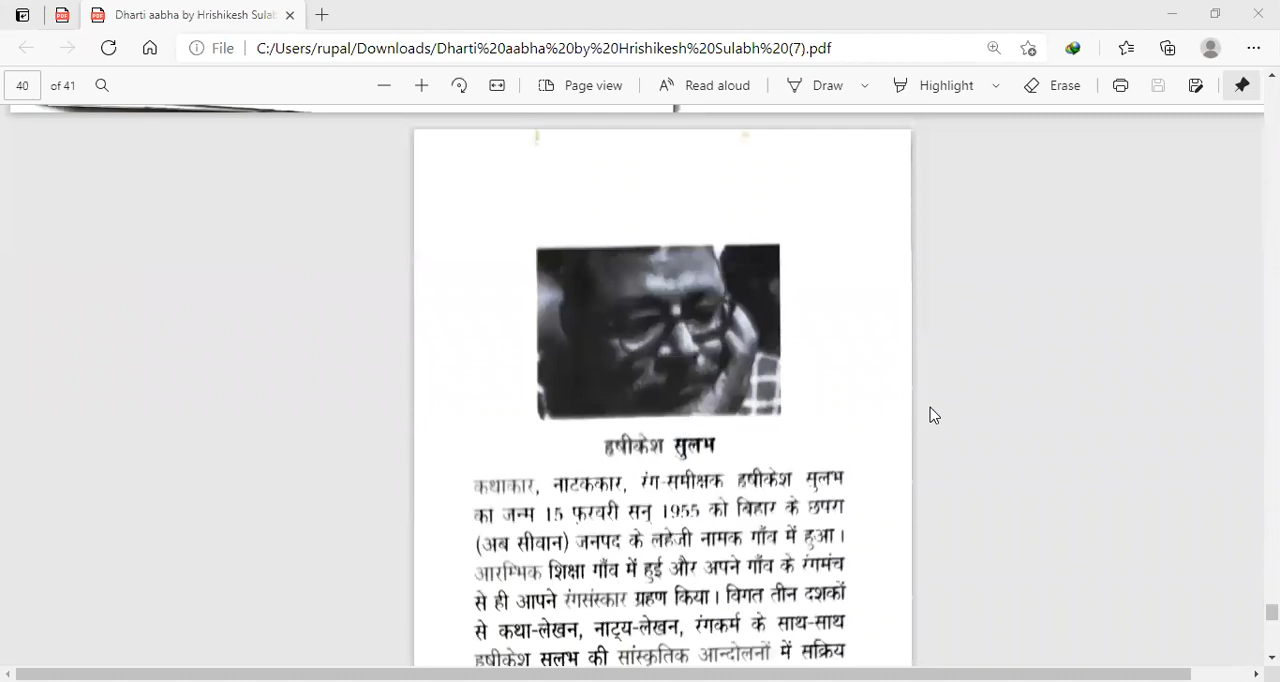 Dharti aabha by Hrishikesh Sulab
File C:/Users/rupal/Downloads/Dharti%20aabha%20by%20Hrishikesh%20Sulabh%20(7).pdf
40 of 41 Page view Read aloud Draw Highlight Erase
हृषीकेश सुलभ
कथाकार, नाटककार, रंग-समीक्षक हृषीकेश सुलभ
का जन्म 15 फ़रवरी सन् 1955 को बिहार के छपरा
(अब सीवान) जनपद के लहेजी नामक गाँव में हुआ।
आरम्भिक शिक्षा गाँव में हुई और अपने गाँव के रंगमंच
से ही आपने रंगसंस्कार ग्रहण किया। विगत तीन दशकों
से कथा-लेखन, नाट्य-लेखन, रंगकर्म के साथ-साथ
हृषीकेश सुलभ की सांस्कृतिक आन्दोलनों में सक्रिय